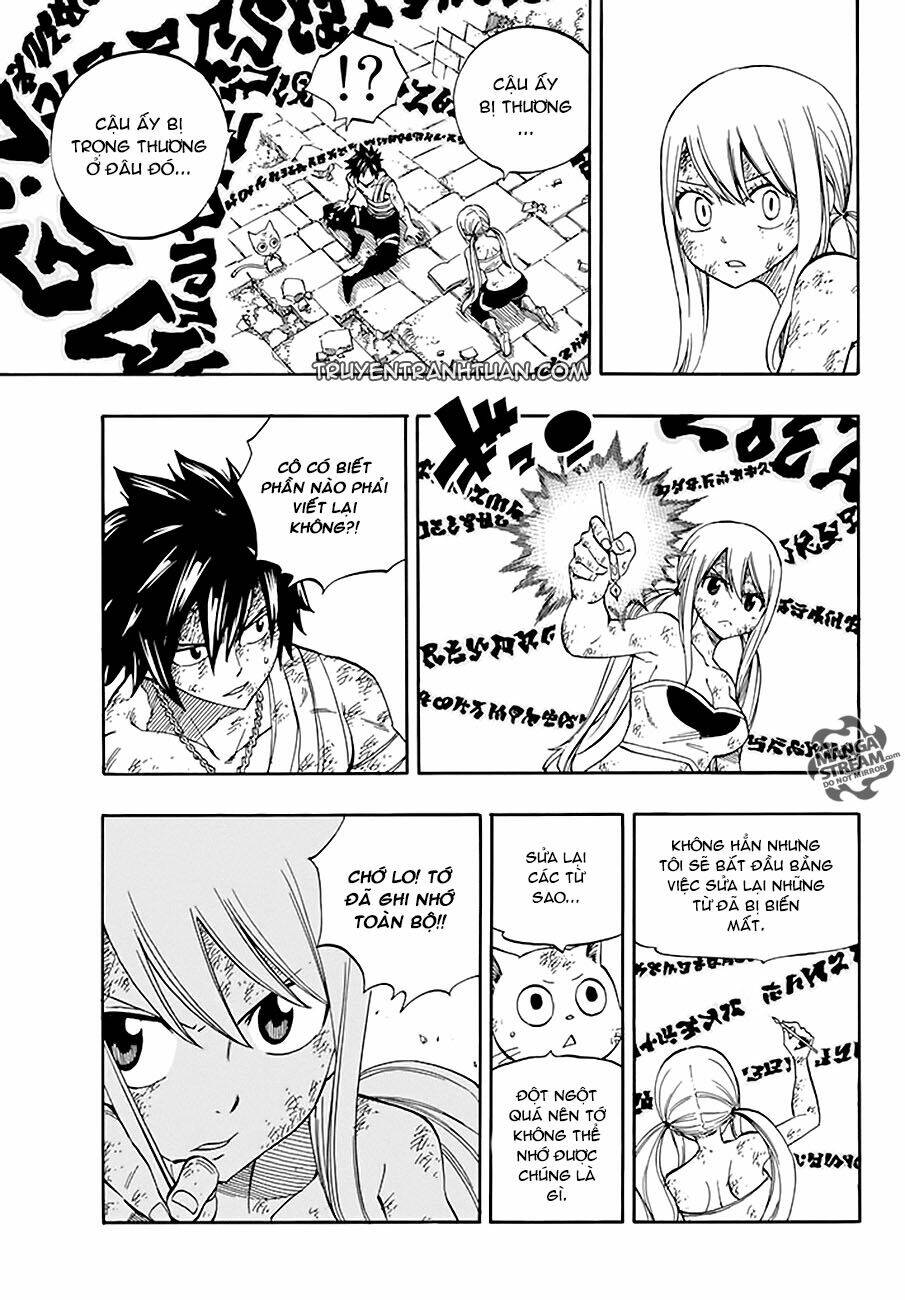 CẬU ẤY
BỊ THƯƠNG
...
!?
CẬU ẤY BỊ
TRỌNG THƯƠNG
Ở ĐÂU ĐÓ...
TRUYENTRANHTUAN.COM
CÔ CÓ BIẾT
PHẦN NÀO PHẢI
VIẾT LẠI
KHÔNG?!
MANGA
STREAM.com
DO NOT MIRROR
KHÔNG HẲN NHƯNG
TÔI SẼ BẮT ĐẦU BẰNG
VIỆC SỬA LẠI NHỮNG
TỪ ĐÃ BỊ BIẾN
MẤT.
SỬA LẠI
CÁC TỪ
SAO...
ĐỘT NGỘT
QUÁ NÊN TỚ
KHÔNG THỂ
NHỚ ĐƯỢC
CHÚNG LÀ
GÌ.
CHỚ LO! TỚ
ĐÃ GHI NHỚ
TOÀN BỘ!!